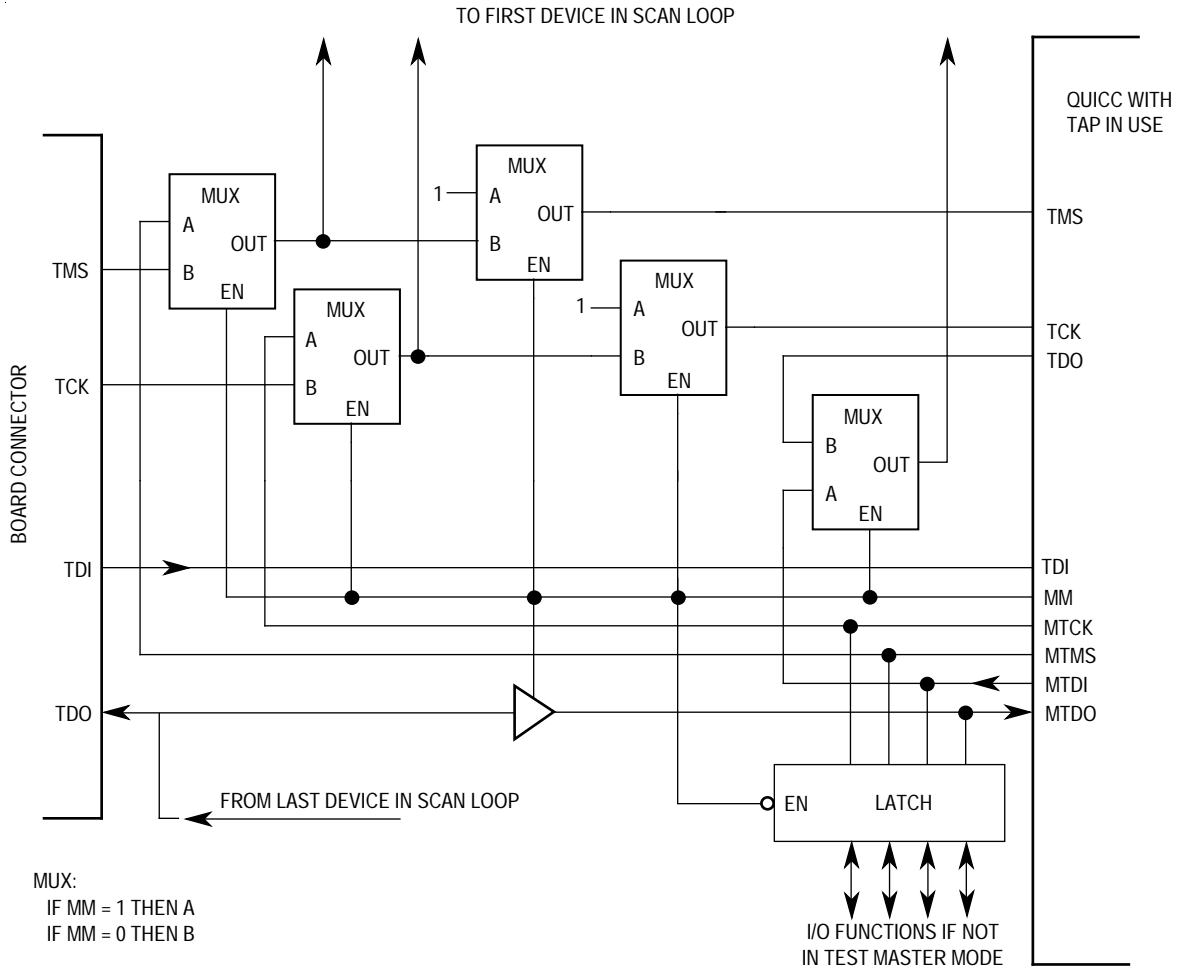 TO FIRST DEVICE IN SCAN LOOP
QUICC WITH
TAP IN USE
BOARD CONNECTOR
TMS
TCK
TDI
TDO
MUX
A
B
OUT
EN
MUX
A
B
OUT
EN
1
MUX
A
B
OUT
EN
1
MUX
A
B
OUT
EN
MUX
B
A
OUT
EN
TMS
TCK
TDO
TDI
MM
MTCK
MTMS
MTDI
MTDO
FROM LAST DEVICE IN SCAN LOOP
EN
LATCH
MUX:
IF MM = 1 THEN A
IF MM = 0 THEN B
I/O FUNCTIONS IF NOT
IN TEST MASTER MODE